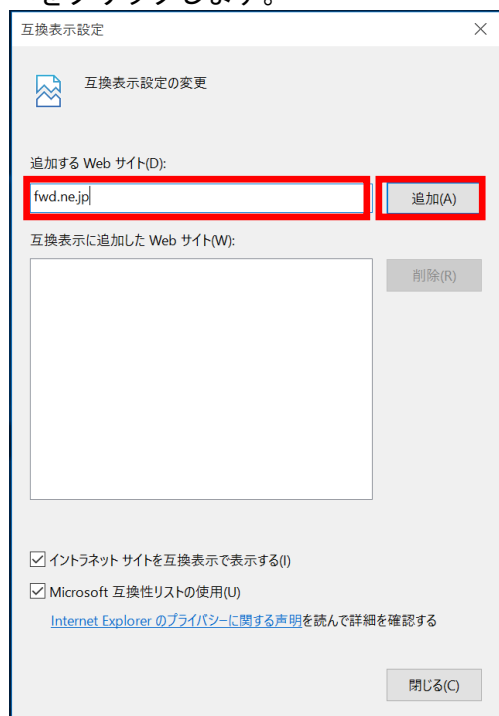 をクリックします。
互換表示設定
互換表示設定の変更
追加する Web サイト(D):
fwd.ne.jp
追加(A)
互換表示に追加した Web サイト(W):
削除(R)
イントラネット サイトを互換表示で表示する(I)
Microsoft 互換性リストの使用(U)
Internet Explorer のプライバシーに関する声明を読んで詳細を確認する
閉じる(C)